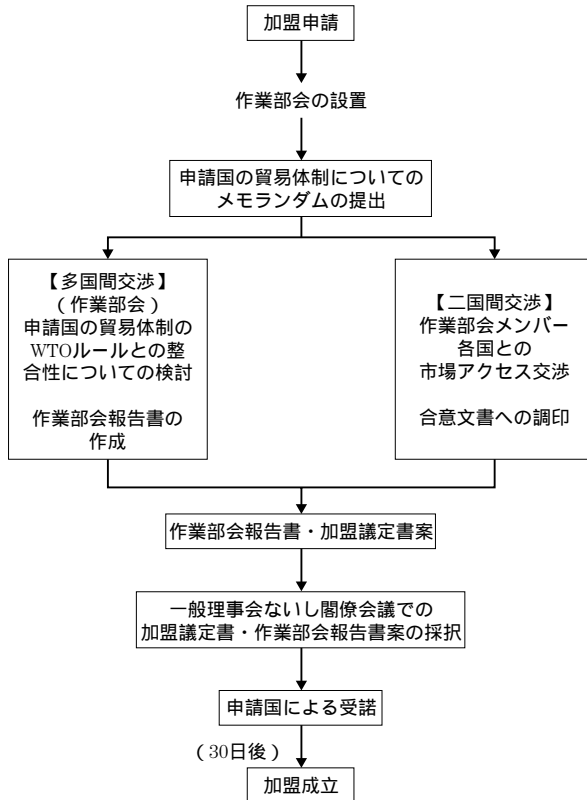 加盟申請
作業部会の設置
申請国の貿易体制についての
メモランダムの提出
【多国間交渉】
(作業部会)
申請国の貿易体制の
WTOルールとの整
合性についての検討
作業部会報告書の
作成
【二国間交渉】
作業部会メンバー
各国との
市場アクセス交渉
合意文書への調印
作業部会報告書・加盟議定書案
一般理事会ないし閣僚会議での
加盟議定書・作業部会報告書案の採択
申請国による受諾
(30日後)
加盟成立